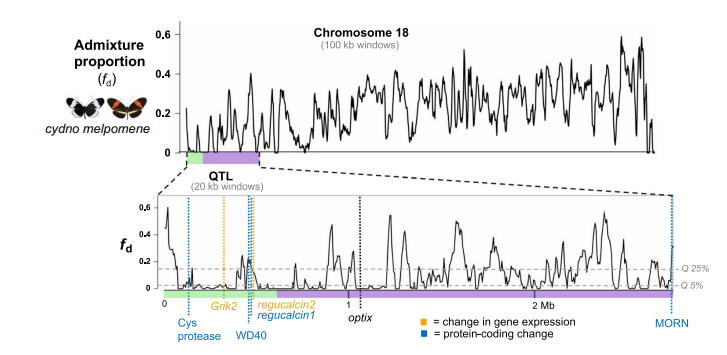 Chromosome 18
(100 kb windows)
Admixture
proportion
(fd)
cydno melpomene
0,6
0.4
0.2
0
QTL
(20 kb windows)
fd
0.6
0.4
0.2
0
Q 25%
Q 5%
0
1
2 Mb
Grik2
regucalcin2
regucalcin1
optix
Cys
protease
WD40
MORN
= change in gene expression
= protein-coding change